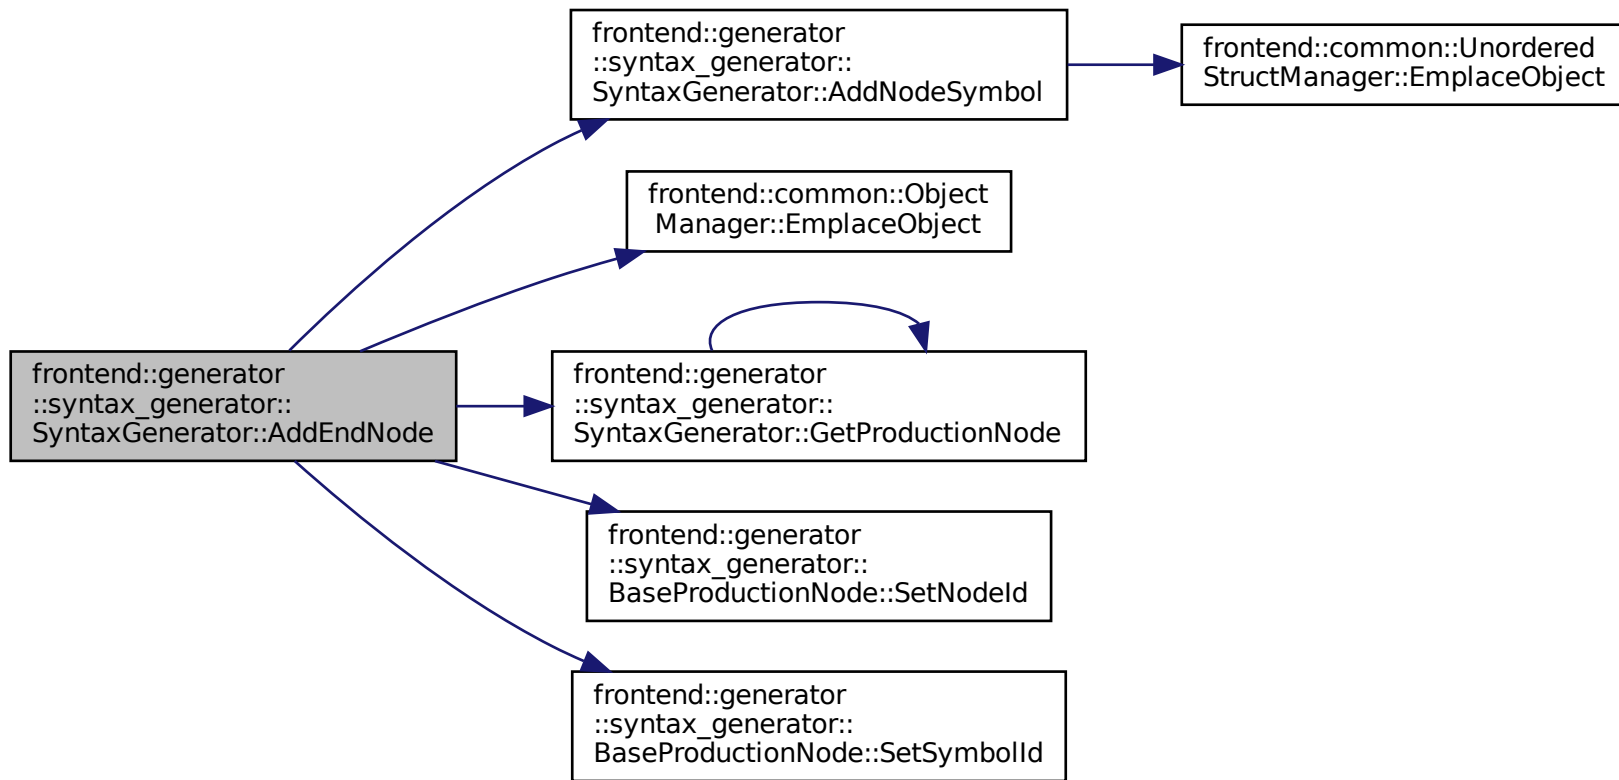 frontend::generator
::syntax_generator::
SyntaxGenerator::AddNodeSymbol
frontend::common::Unordered
StructManager::EmplaceObject
frontend::common::Object
Manager::EmplaceObject
frontend::generator
::syntax_generator::
SyntaxGenerator::AddEndNode
frontend::generator
::syntax_generator::
SyntaxGenerator::GetProductionNode
frontend::generator
::syntax_generator::
BaseProductionNode::SetNodeId
frontend::generator
::syntax_generator::
BaseProductionNode::SetSymbolId